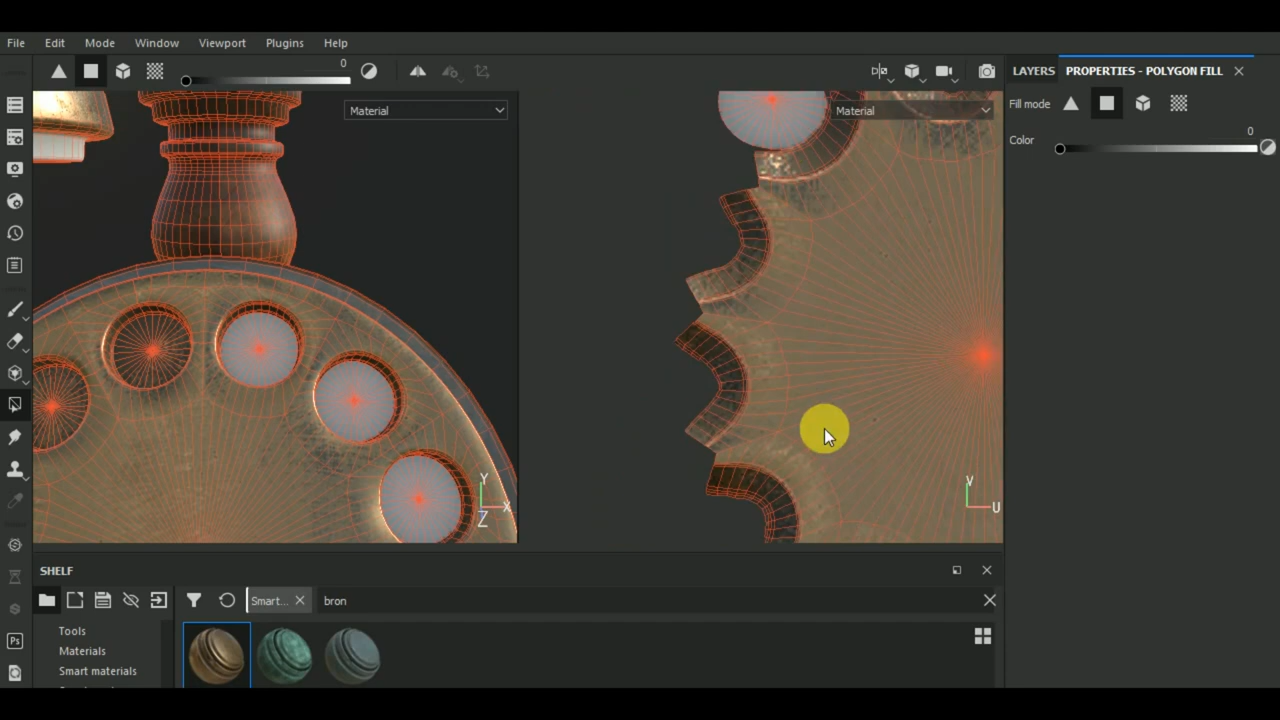 File Edit Mode Window Viewport Plugins Help
0
LAYERS PROPERTIES - POLYGON FILL
Material
Material
Fill mode
0
Color
Y
X
Z
V
U
SHELF
Smart... bron
Tools
Materials
Smart materials
Ps